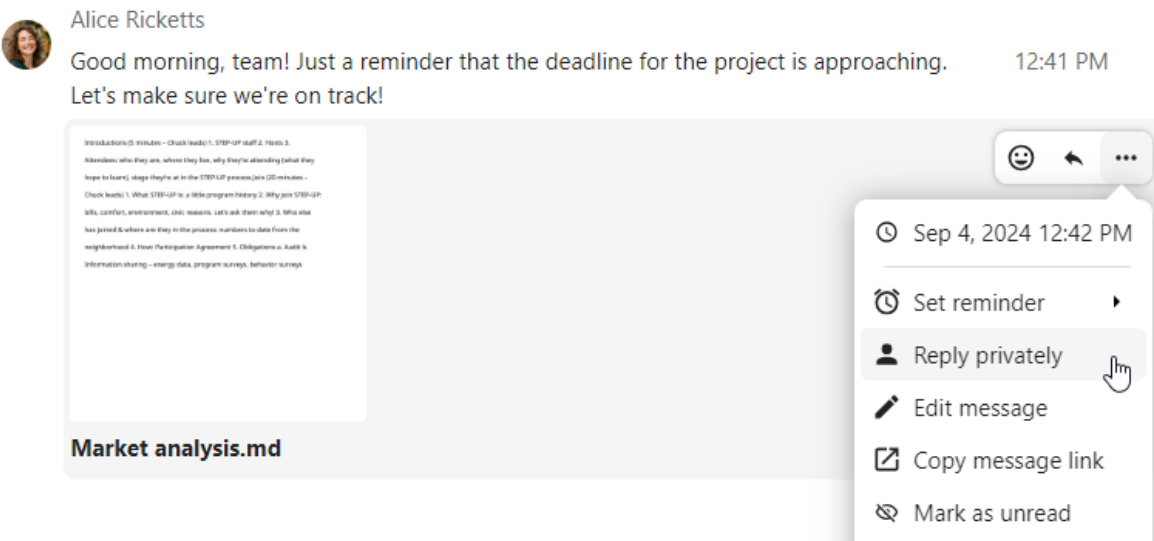 Alice Ricketts
Good morning, team! Just a reminder that the deadline for the project is approaching.
12:41 PM
Let's make sure we're on track!
Introductions (5 minutes – Chuck leads) 1. STEP-UP staff 2. Hosts 3.
Attendees: who they are, where they live, why they're attending (what they
hope to learn), stage they're at in the STEP-UP process Join (20 minutes –
Chuck leads) 1. What STEP-UP is: a little program history 2. Why join STEP-UP:
bills, comfort, environment, civic reasons. Let's ask them why! 3. Who else
has joined & where are they in the process: numbers to date from the
neighborhood 4. How: Participation Agreement 5. Obligations a. Audit b.
Information sharing – energy data, program surveys, behavior surveys
Market analysis.md
Sep 4, 2024 12:42 PM
Set reminder
Reply privately
Edit message
Copy message link
Mark as unread